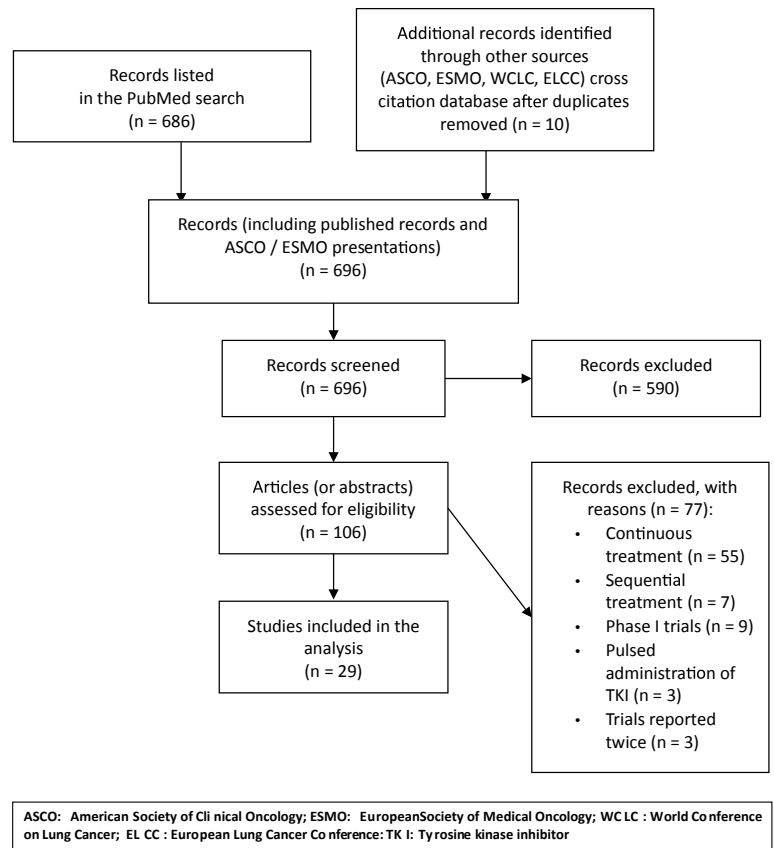 Records listed
in the PubMed search
(n = 686)
Additional records identified
through other sources
(ASCO, ESMO, WCLC, ELCC) cross
citation database after duplicates
removed (n = 10)
Records (including published records and
ASCO / ESMO presentations)
(n = 696)
Records screened
(n = 696)
Records excluded
(n = 590)
Articles (or abstracts)
assessed for eligibility
(n = 106)
Records excluded, with
reasons (n = 77):
• Continuous
treatment (n = 55)
• Sequential
treatment (n = 7)
• Phase I trials (n = 9)
• Pulsed
administration of
TKI (n = 3)
• Trials reported
twice (n = 3)
Studies included in the
analysis
(n = 29)
ASCO: American Society of Cli nical Oncology; ESMO: EuropeanSociety of Medical Oncology; WC LC : World Co nference
on Lung Cancer; EL CC : European Lung Cancer Co nference: TK I: Ty rosine kinase inhibitor